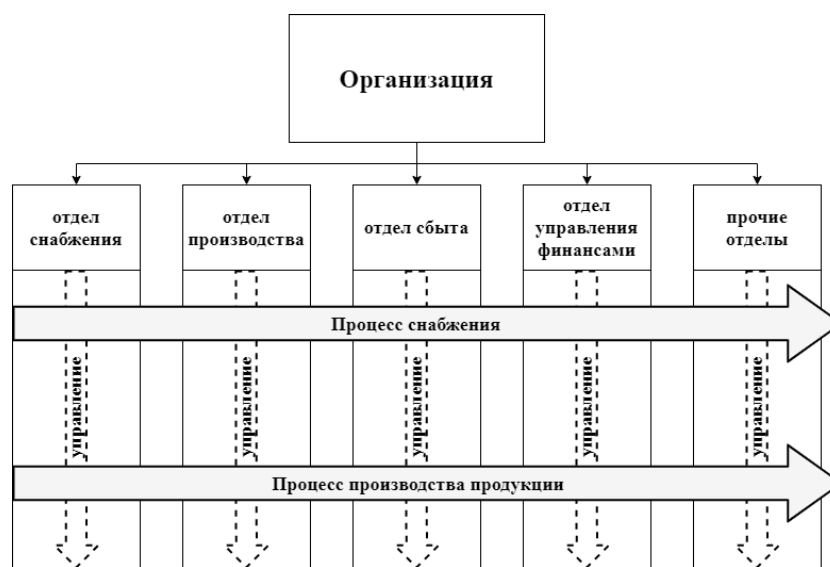 Организация
отдел
снабжения
отдел
производства
отдел сбыта
отдел
управления
финансами
прочие
отделы
Процесс снабжения
управление
управление
управление
управление
управление
Процесс производства продукции